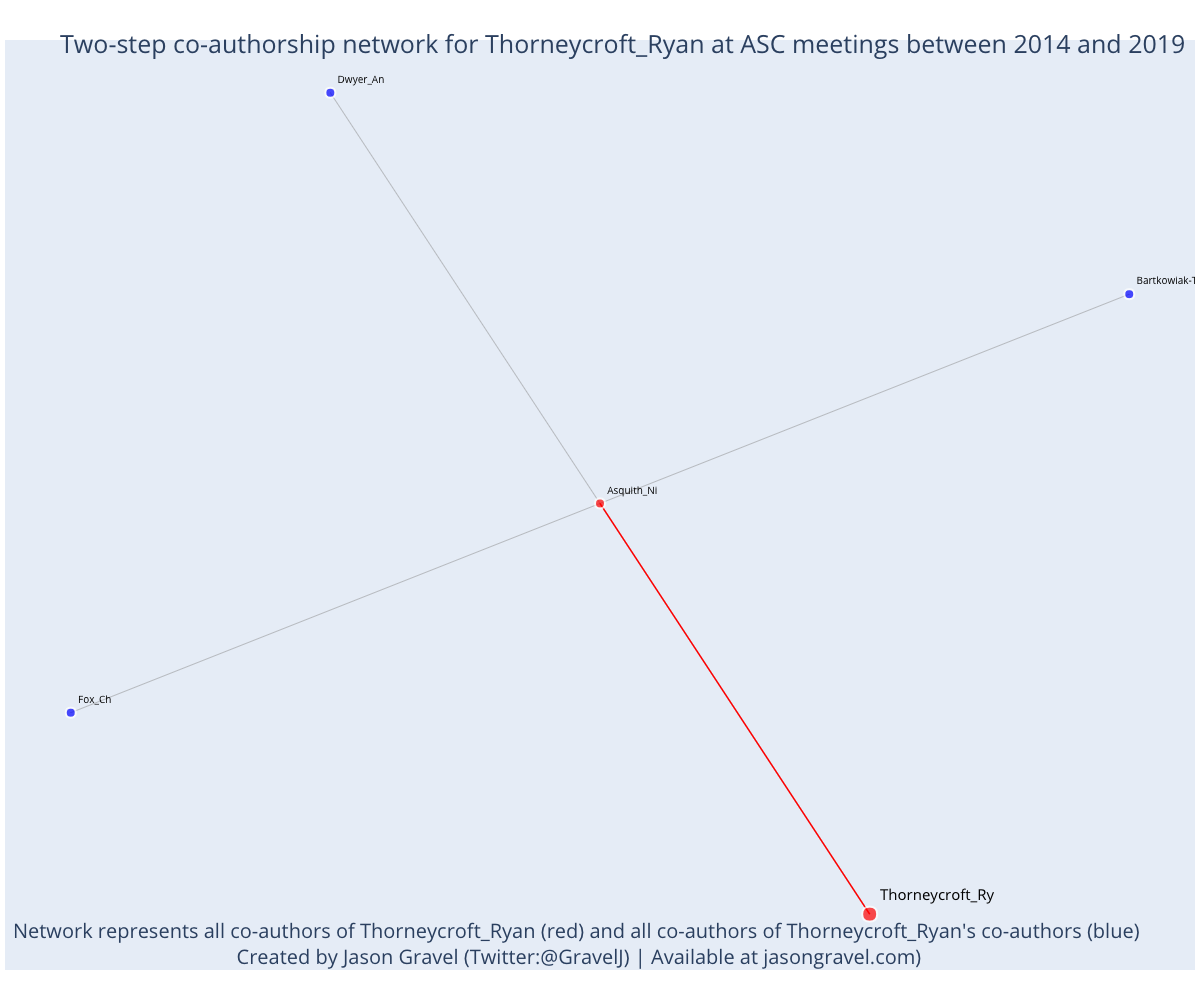 Two-step co-authorship network for Thorneycroft_Ryan at ASC meetings between 2014 and 2019
Dwyer_An
Bartkowiak-T
Asquith_Ni
Fox_Ch
Thorneycroft_Ry
Network represents all co-authors of Thorneycroft_Ryan (red) and all co-authors of Thorneycroft_Ryan's co-authors (blue)
Created by Jason Gravel (Twitter:@GravelJ) | Available at jasongravel.com)